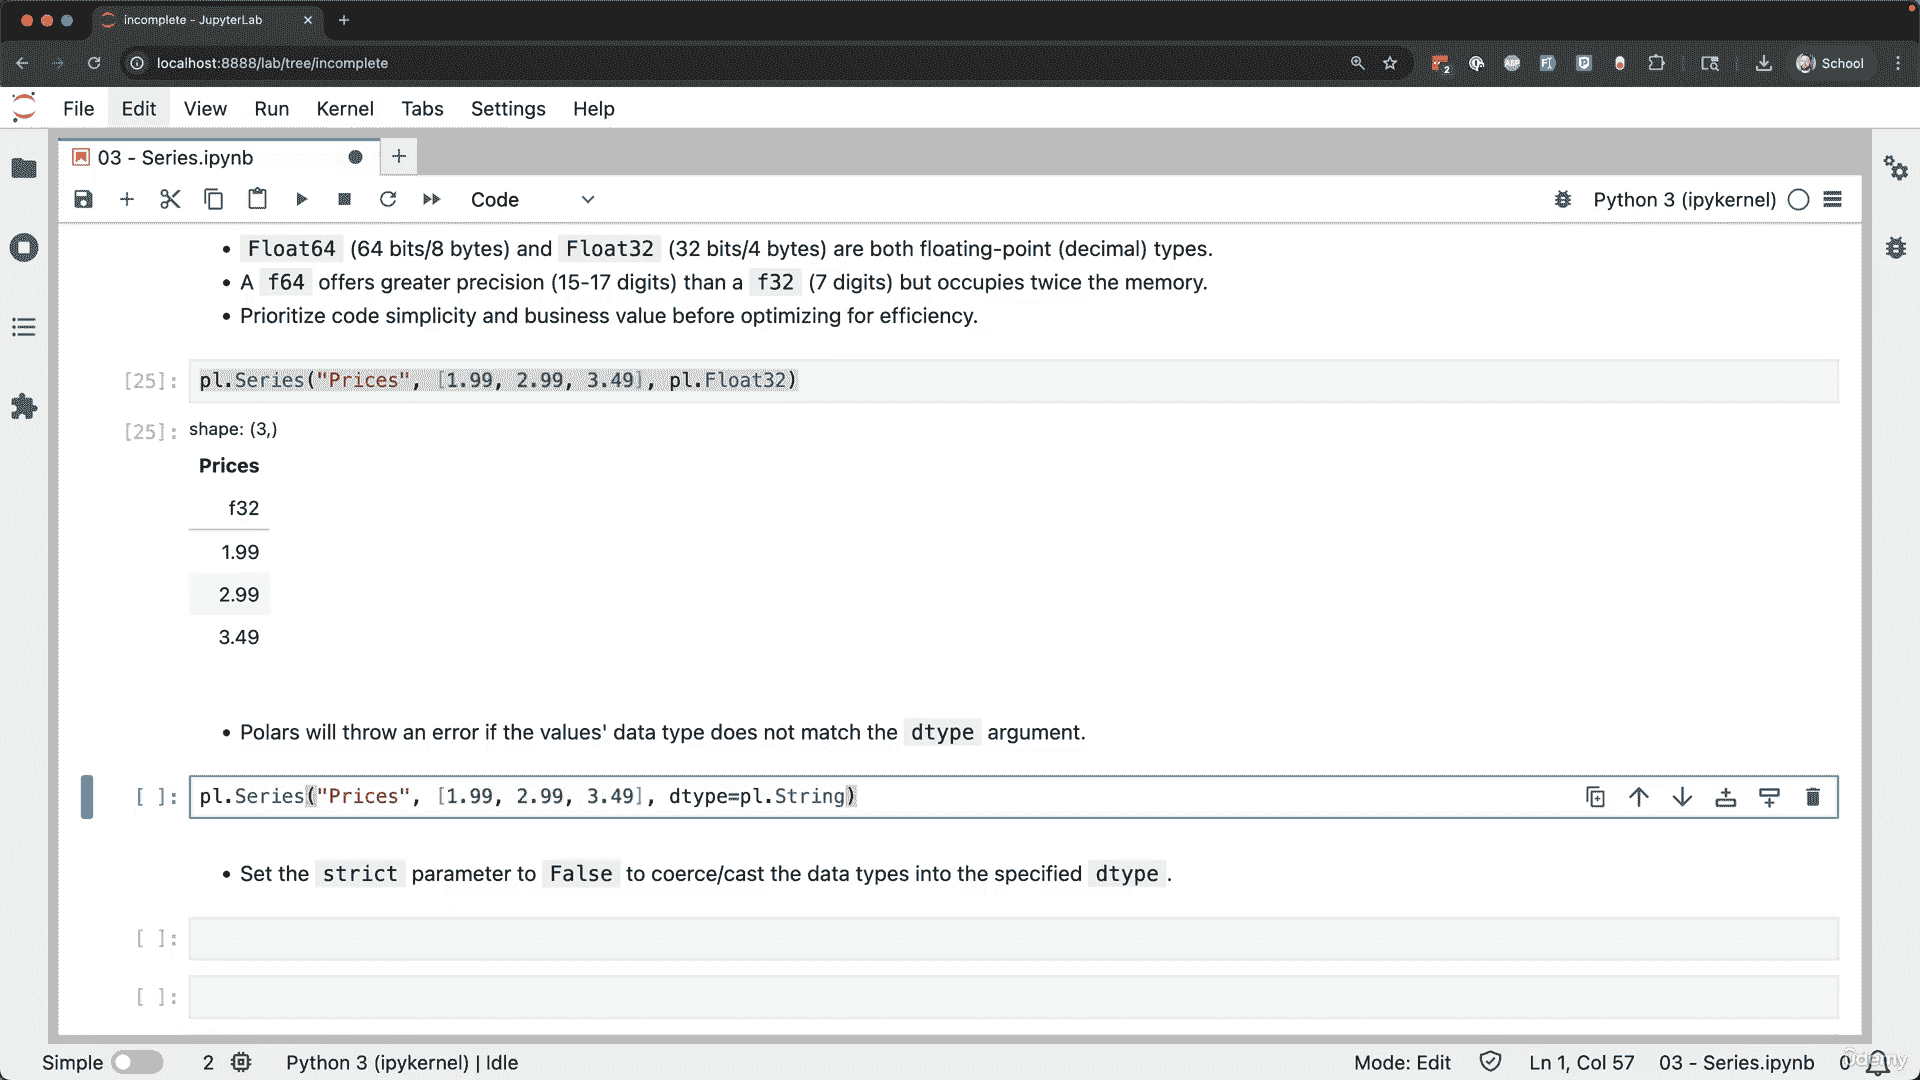 incomplete - JupyterLab
localhost:8888/lab/tree/incomplete
2
ABP
School
File Edit View Run Kernel Tabs Settings Help
03 - Series.ipynb
Code
Python 3 (ipykernel)
• Float64 (64 bits/8 bytes) and Float32 (32 bits/4 bytes) are both floating-point (decimal) types.
• A f64 offers greater precision (15-17 digits) than a f32 (7 digits) but occupies twice the memory.
• Prioritize code simplicity and business value before optimizing for efficiency.
[25]: pl.Series("Prices", [1.99, 2.99, 3.49], pl.Float32)
[25]: shape: (3,)
Prices
f32
1.99
2.99
3.49
• Polars will throw an error if the values' data type does not match the dtype argument.
[ ]: pl.Series("Prices", [1.99, 2.99, 3.49], dtype=pl.String)
• Set the strict parameter to False to coerce/cast the data types into the specified dtype.
[ ]:
[ ]:
Simple 2 Python 3 (ipykernel) | Idle Mode: Edit Ln 1, Col 57 03 - Series.ipynb 0
udemy